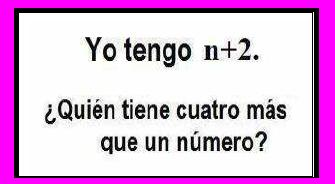 Yo tengo n+2.
¿Quién tiene cuatro más
que un número?